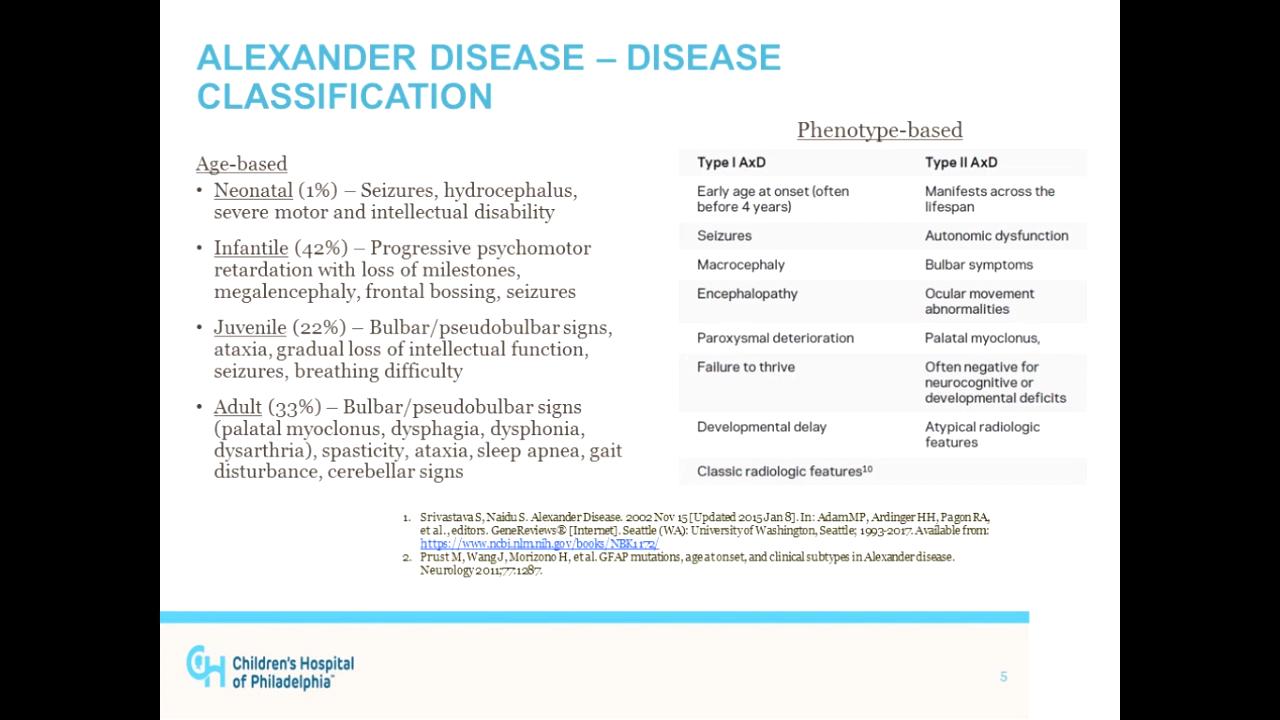 ALEXANDER DISEASE – DISEASE
CLASSIFICATION
Age-based
• Neonatal (1%) – Seizures, hydrocephalus,
severe motor and intellectual disability
• Infantile (42%) – Progressive psychomotor
retardation with loss of milestones,
megalencephaly, frontal bossing, seizures
• Juvenile (22%) – Bulbar/pseudobulbar signs,
ataxia, gradual loss of intellectual function,
seizures, breathing difficulty
• Adult (33%) – Bulbar/pseudobulbar signs
(palatal myoclonus, dysphagia, dysphonia,
dysarthria), spasticity, ataxia, sleep apnea, gait
disturbance, cerebellar signs
Phenotype-based
Type I AxD Type II AxD
Early age at onset (often Manifests across the
before 4 years) lifespan
Seizures Autonomic dysfunction
Macrocephaly Bulbar symptoms
Encephalopathy Ocular movement
abnormalities
Paroxysmal deterioration Palatal myoclonus,
Failure to thrive Often negative for
neurocognitive or
developmental deficits
Developmental delay Atypical radiologic
features
Classic radiologic features¹⁰
1. Srivastava S, Naidu S. Alexander Disease. 2002 Nov 15 [Updated 2015 Jan 8]. In: Adam MP, Ardinger HH, Pagon RA,
et al., editors. GeneReviews® [Internet]. Seattle (WA): University of Washington, Seattle; 1993-2017. Available from:
https://www.ncbi.nlm.nih.gov/books/NBK1172/
2. Prust M, Wang J, Morizono H, et al. GFAP mutations, age at onset, and clinical subtypes in Alexander disease.
Neurology 2011;77:1287.
Children's Hospital
of Philadelphia™
5